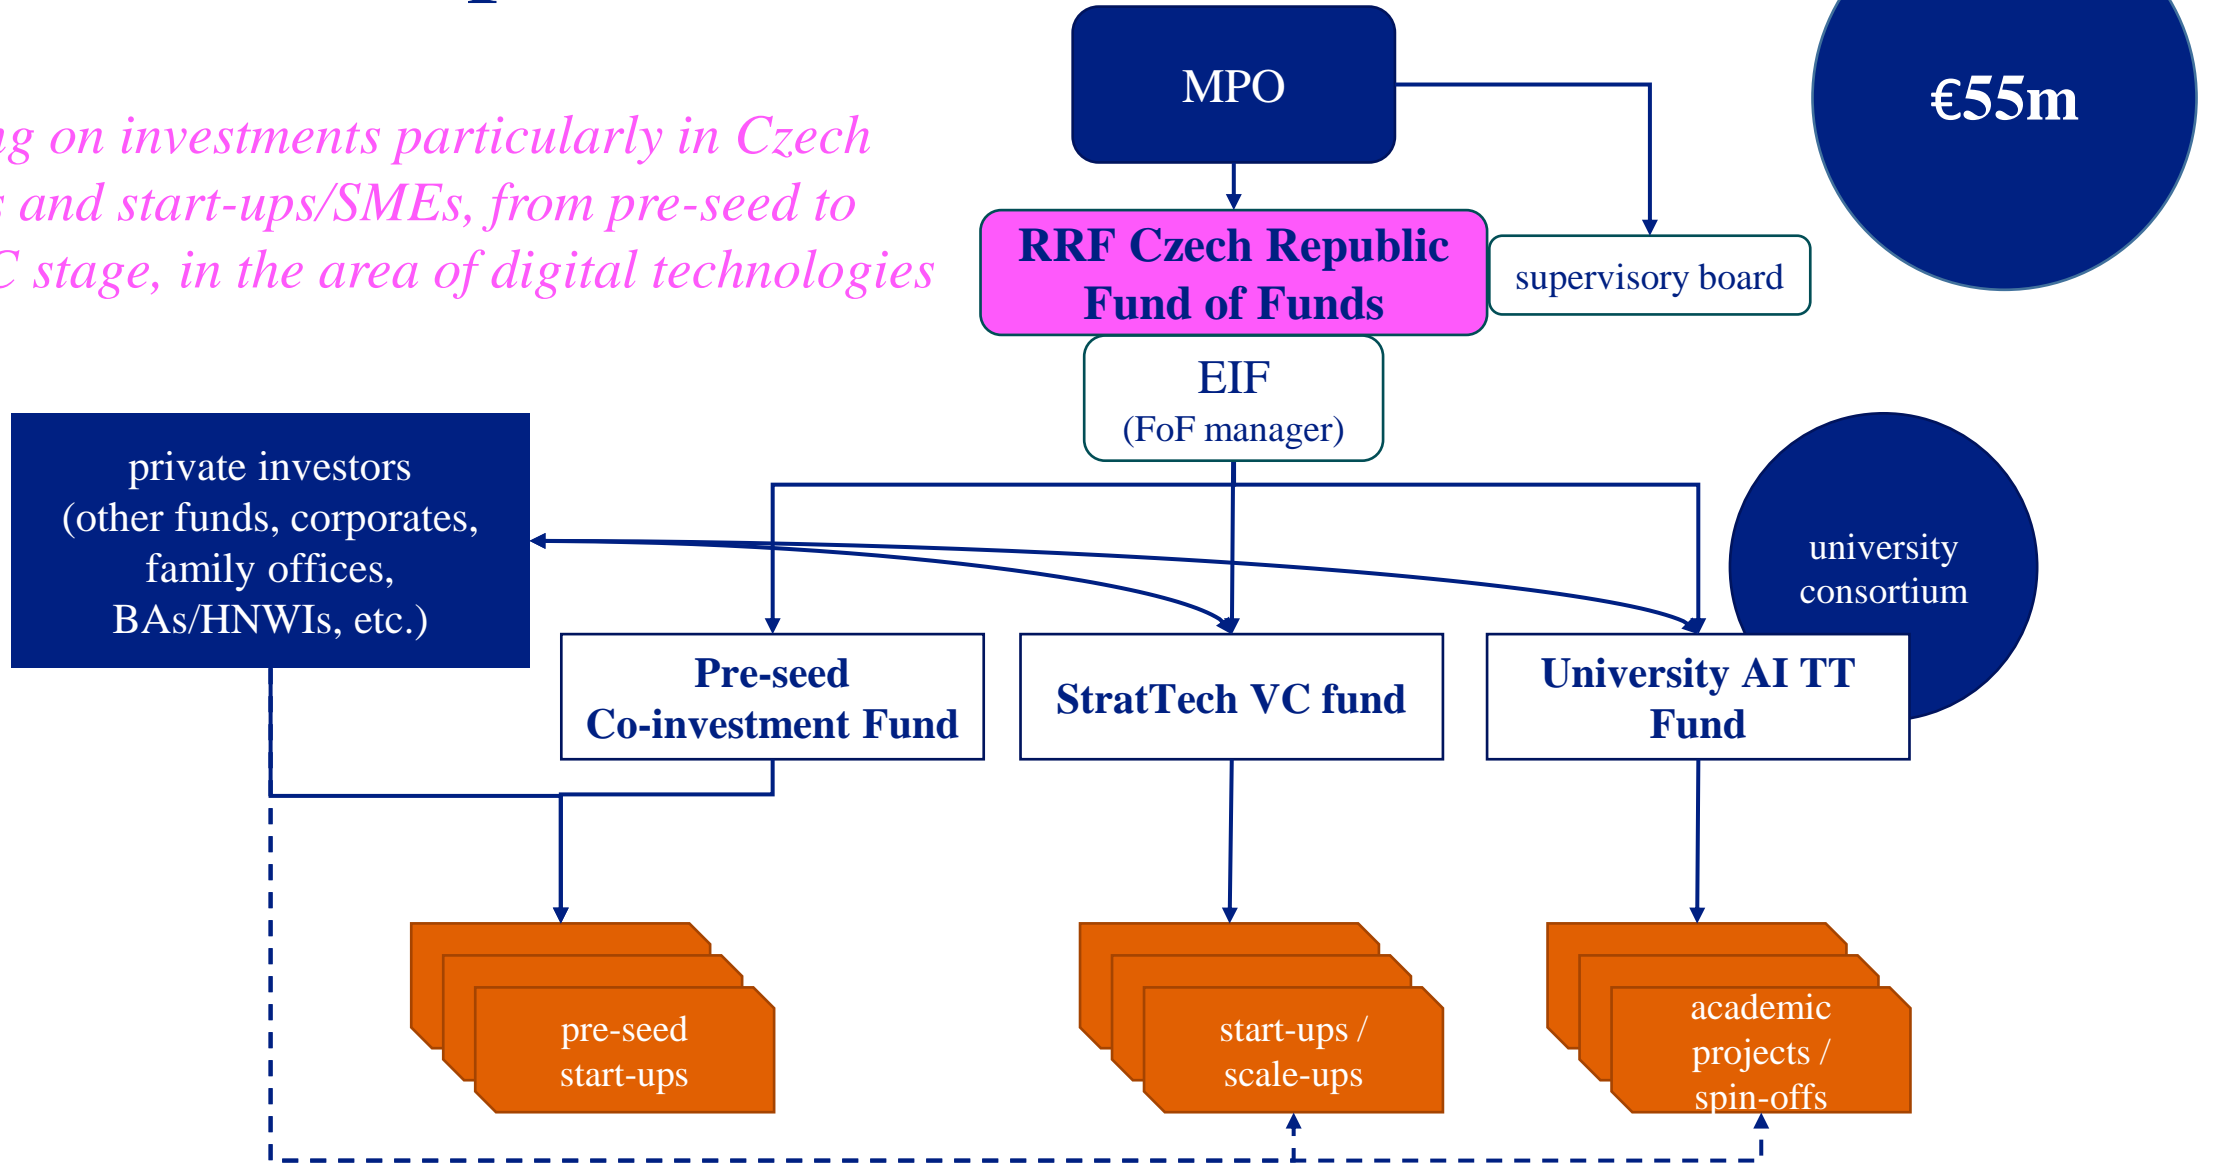 MPO
€55m
on investments particularly in Czech
and start-ups/SMEs, from pre-seed to
stage, in the area of digital technologies
RRF Czech Republic
Fund of Funds
supervisory board
EIF
(FoF manager)
private investors
(other funds, corporates,
family offices,
BAs/HNWIs, etc.)
university
consortium
Pre-seed
Co-investment Fund
StratTech VC fund
University AI TT
Fund
pre-seed
start-ups
start-ups /
scale-ups
academic
projects /
spin-offs